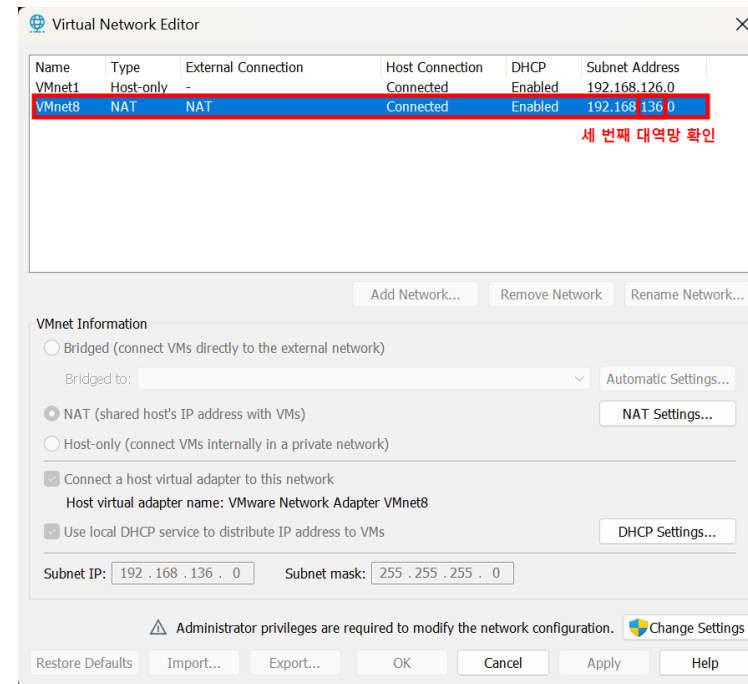 Virtual Network Editor
Name Type External Connection Host Connection DHCP Subnet Address
VMnet1 Host-only - Connected Enabled 192.168.126.0
VMnet8 NAT NAT Connected Enabled 192.168.136.0
세 번째 대역망 확인
Add Network... Remove Network Rename Network...
VMnet Information
Bridged (connect VMs directly to the external network)
Bridged to: Automatic Settings...
NAT (shared host's IP address with VMs) NAT Settings...
Host-only (connect VMs internally in a private network)
Connect a host virtual adapter to this network
Host virtual adapter name: VMware Network Adapter VMnet8
Use local DHCP service to distribute IP address to VMs DHCP Settings...
Subnet IP: 192 . 168 . 136 . 0 Subnet mask: 255 . 255 . 255 . 0
Administrator privileges are required to modify the network configuration. Change Settings
Restore Defaults Import... Export... OK Cancel Apply Help